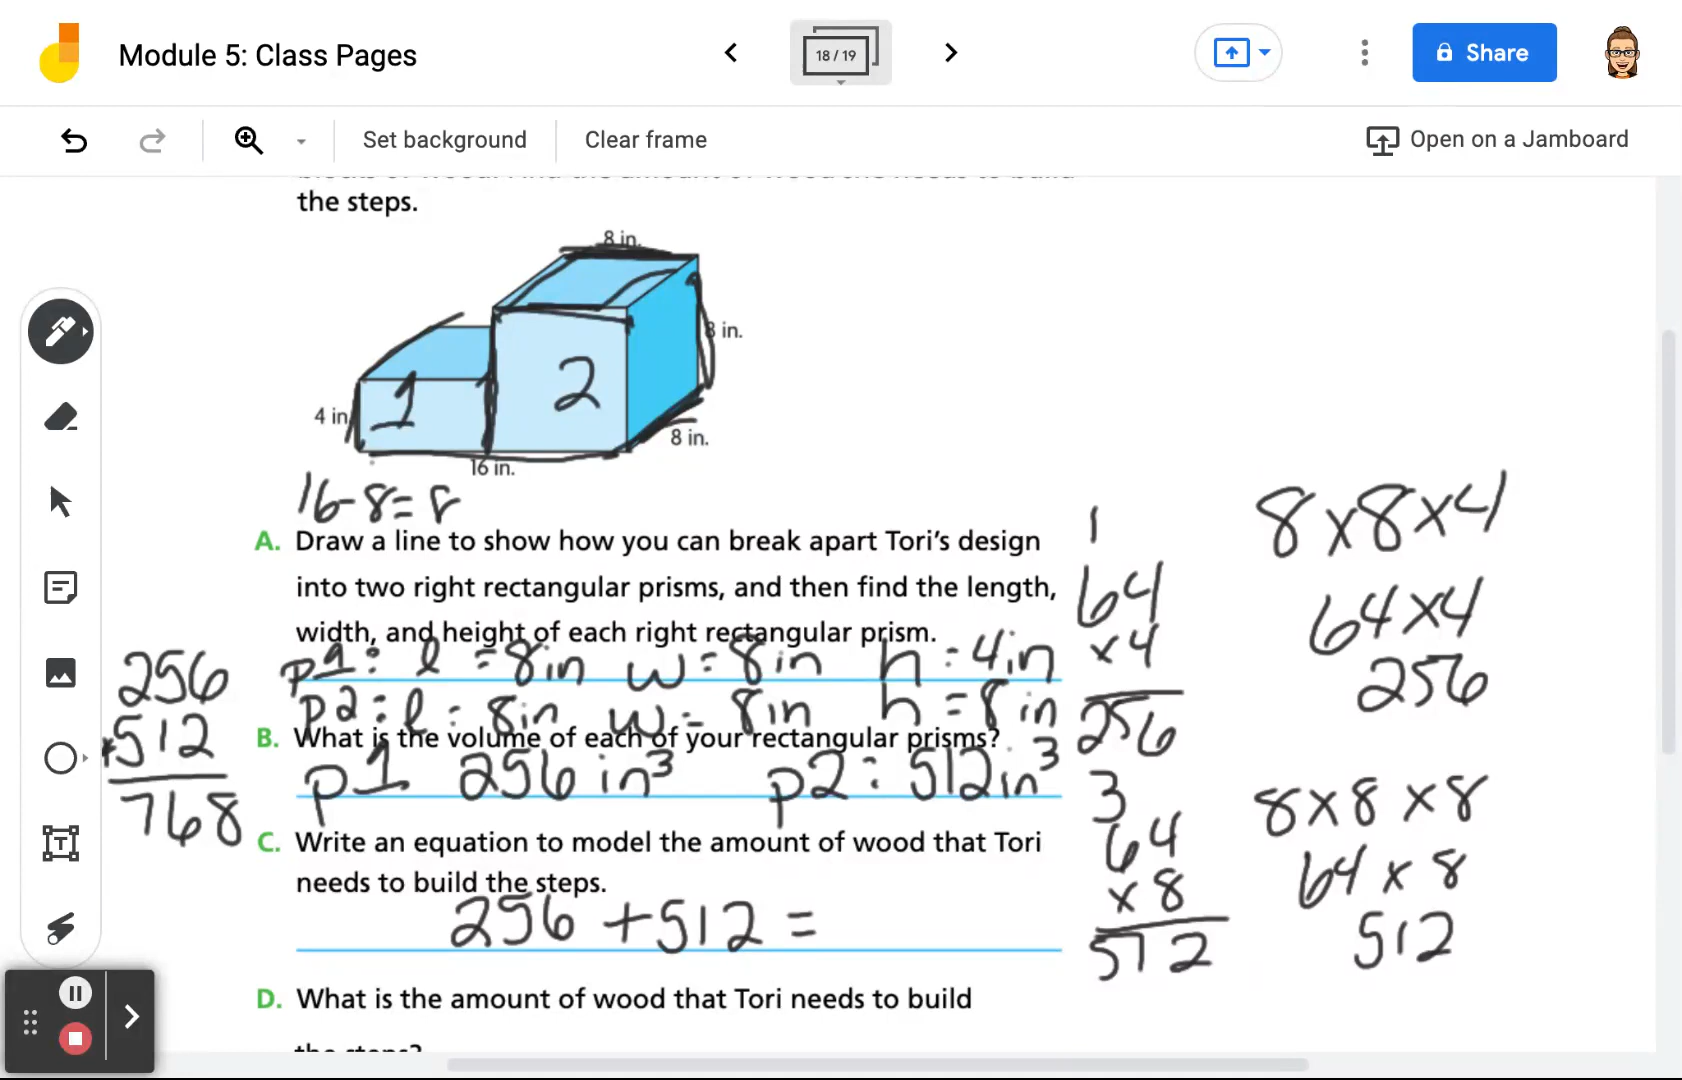 Module 5: Class Pages
18 / 19
Share
Set background
Clear frame
Open on a Jamboard
the steps.
8 in.
8 in.
4 in
8 in.
16 in.
1
2
16-8=8
A. Draw a line to show how you can break apart Tori's design
into two right rectangular prisms, and then find the length,
width, and height of each right rectangular prism.
p1: l = 8in w = 8in h = 4in
p2: l = 8in w = 8in h = 8in
B. What is the volume of each of your rectangular prisms?
p1 256 in³ p2: 512in³
C. Write an equation to model the amount of wood that Tori
needs to build the steps.
256 + 512 =
D. What is the amount of wood that Tori needs to build
the steps?
256
+512
768
1
64
x4
256
3
64
x 8
512
8x8x4
64x4
256
8x8x8
64 x 8
512